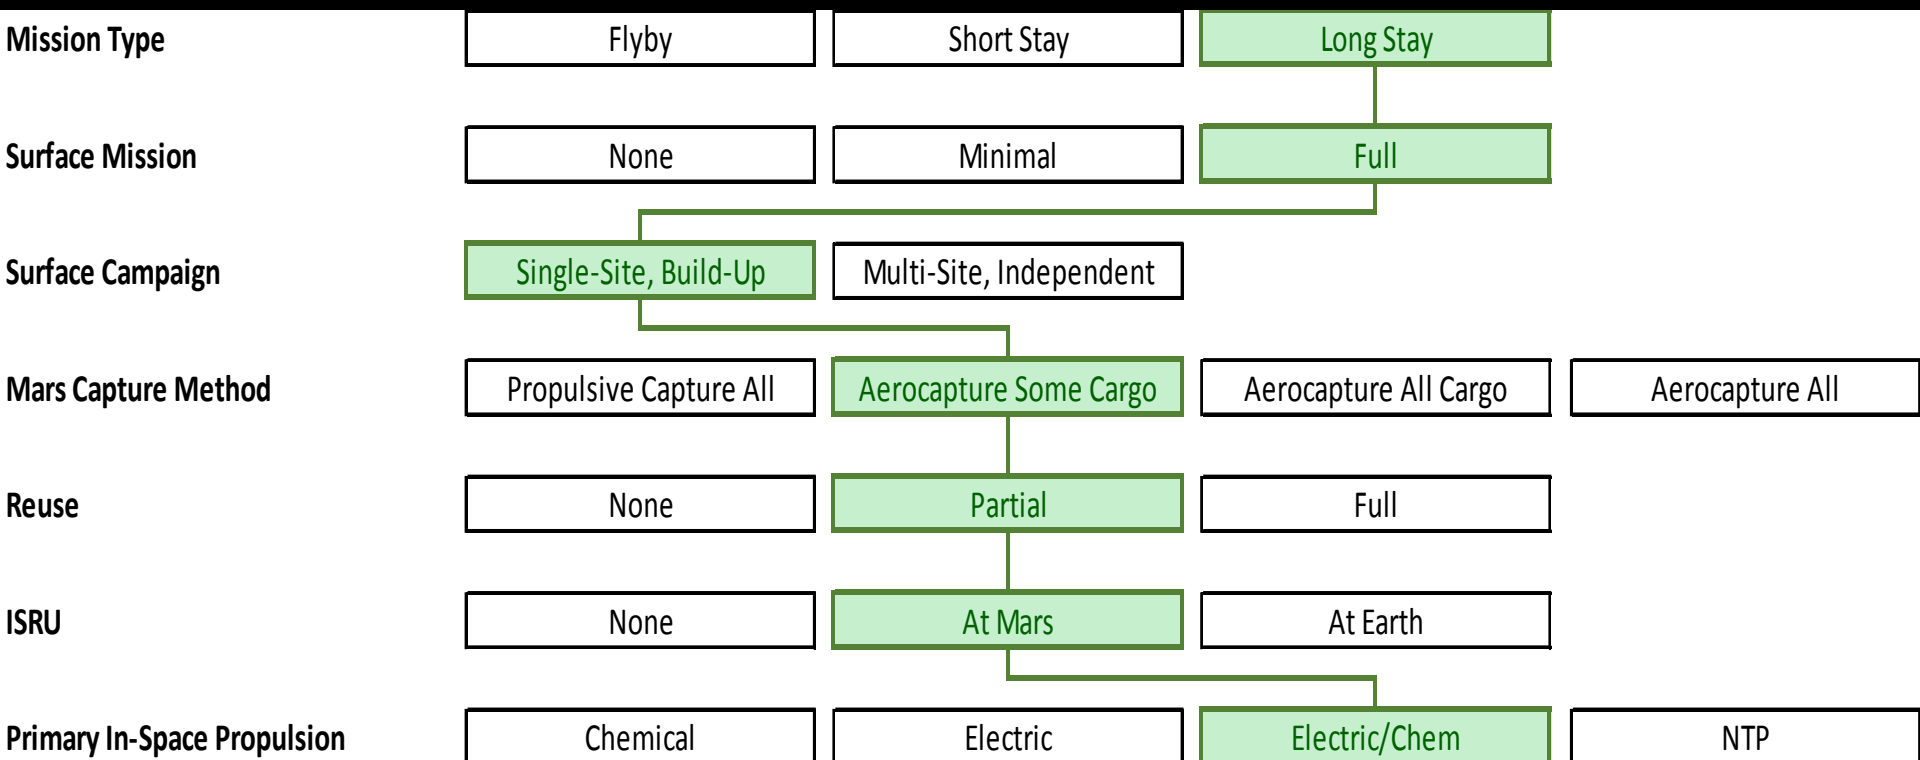 Mission Type Flyby Short Stay Long Stay
Surface Mission None Minimal Full
Surface Campaign Single-Site, Build-Up Multi-Site, Independent
Mars Capture Method Propulsive Capture All Aerocapture Some Cargo Aerocapture All Cargo Aerocapture All
Reuse None Partial Full
ISRU None At Mars At Earth
Primary In-Space Propulsion Chemical Electric Electric/Chem NTP